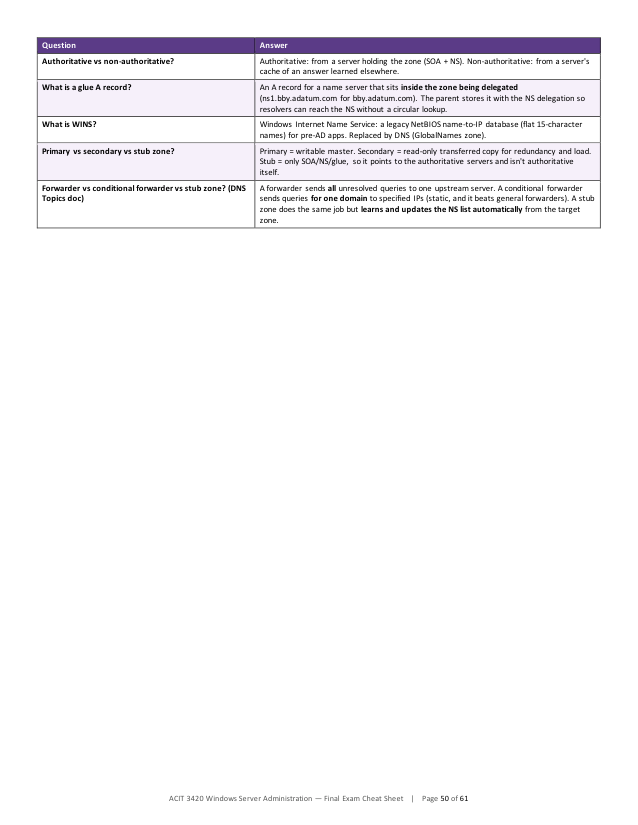 Question Answer
Authoritative vs non-authoritative? Authoritative: from a server holding the zone (SOA + NS). Non-authoritative: from a server's
cache of an answer learned elsewhere.
What is a glue A record? An A record for a name server that sits inside the zone being delegated
(ns1.bby.adatum.com for bby.adatum.com). The parent stores it with the NS delegation so
resolvers can reach the NS without a circular lookup.
What is WINS? Windows Internet Name Service: a legacy NetBIOS name-to-IP database (flat 15-character
names) for pre-AD apps. Replaced by DNS (GlobalNames zone).
Primary vs secondary vs stub zone? Primary = writable master. Secondary = read-only transferred copy for redundancy and load.
Stub = only SOA/NS/glue, so it points to the authoritative servers and isn't authoritative
itself.
Forwarder vs conditional forwarder vs stub zone? (DNS
Topics doc)
A forwarder sends all unresolved queries to one upstream server. A conditional forwarder
sends queries for one domain to specified IPs (static, and it beats general forwarders). A stub
zone does the same job but learns and updates the NS list automatically from the target
zone.
ACIT 3420 Windows Server Administration — Final Exam Cheat Sheet | Page 50 of 61